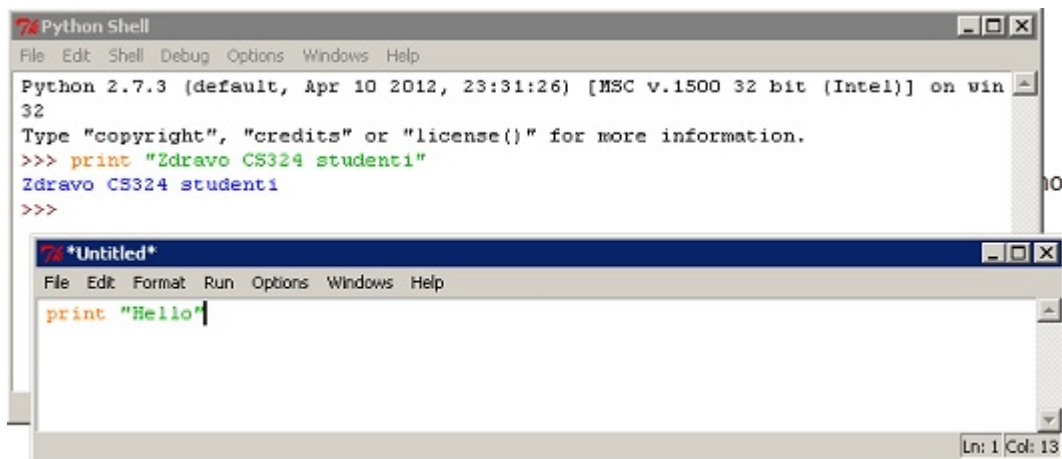 Python Shell
File Edit Shell Debug Options Windows Help
Python 2.7.3 (default, Apr 10 2012, 23:31:26) [MSC v.1500 32 bit (Intel)] on win
32
Type "copyright", "credits" or "license()" for more information.
>>> print "Zdravo CS324 studenti"
Zdravo CS324 studenti
>>>
*Untitled*
File Edit Format Run Options Windows Help
print "Hello"
Ln: 1 Col: 13